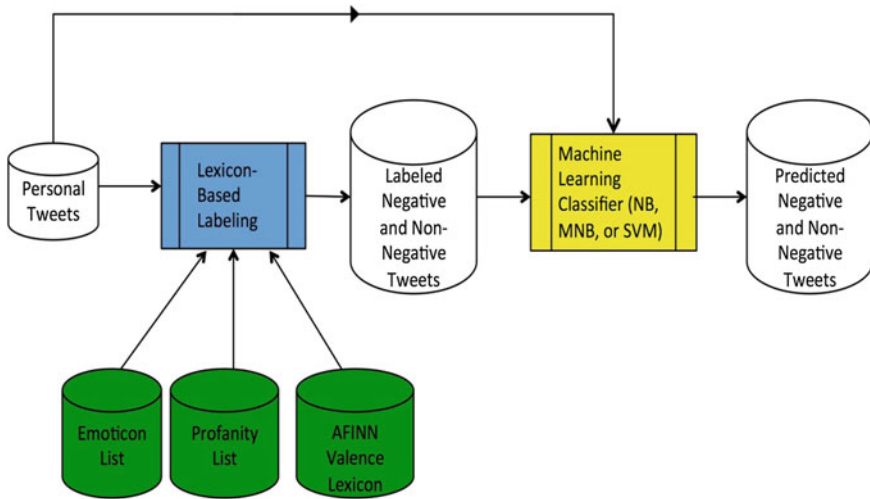 Personal
Tweets
Lexicon-
Based
Labeling
Labeled
Negative
and Non-
Negative
Tweets
Machine
Learning
Classifier (NB,
MNB, or SVM)
Predicted
Negative
and Non-
Negative
Tweets
Emoticon
List
Profanity
List
AFINN
Valence
Lexicon